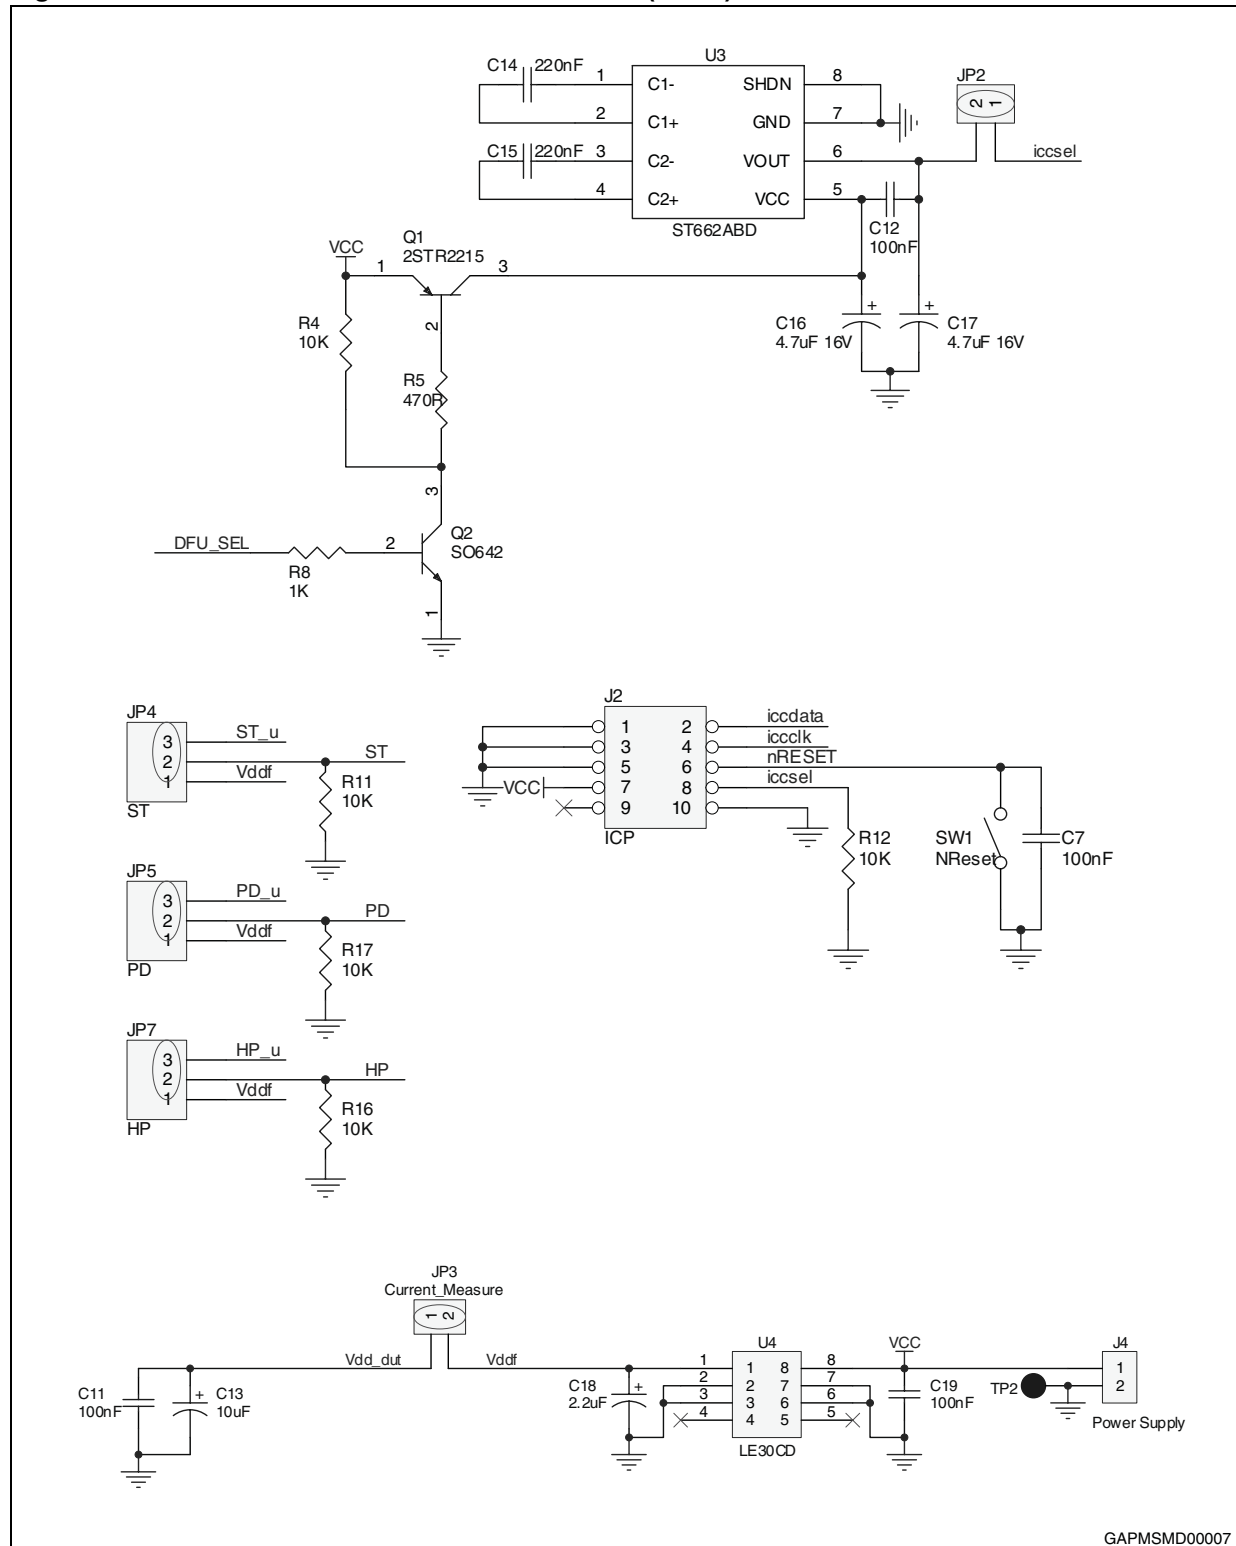 U3
C14 220nF 1 C1- SHDN 8 JP2
2 1
2 C1+ GND 7
C15 220nF 3 C2- VOUT 6 iccsel
4 C2+ VCC 5
C12
100nF
ST662ABD
Q1
2STR2215
VCC 1 3
2
R4
10K
C16
4.7uF 16V
C17
4.7uF 16V
R5
470R
3
Q2
SO642
DFU_SEL 2
R8
1K
1
JP4
3 ST_u
2 ST
1 Vddf
ST
R11
10K
J2
1 2 iccdata
3 4 iccclk
5 6 nRESET
VCC 7 8 iccsel
9 10
ICP
R12
10K
SW1
NReset
C7
100nF
JP5
3 PD_u
2 PD
1 Vddf
PD
R17
10K
JP7
3 HP_u
2 HP
1 Vddf
HP
R16
10K
JP3
Current_Measure
1 2
Vdd_dut Vddf
C11
100nF
C13
10uF
C18
2.2uF
U4
1 1 8 8
2 2 7 7
3 3 6 6
4 4 5 5
LE30CD
VCC
C19
100nF
TP2
J4
1
2
Power Supply
GAPMSMD00007